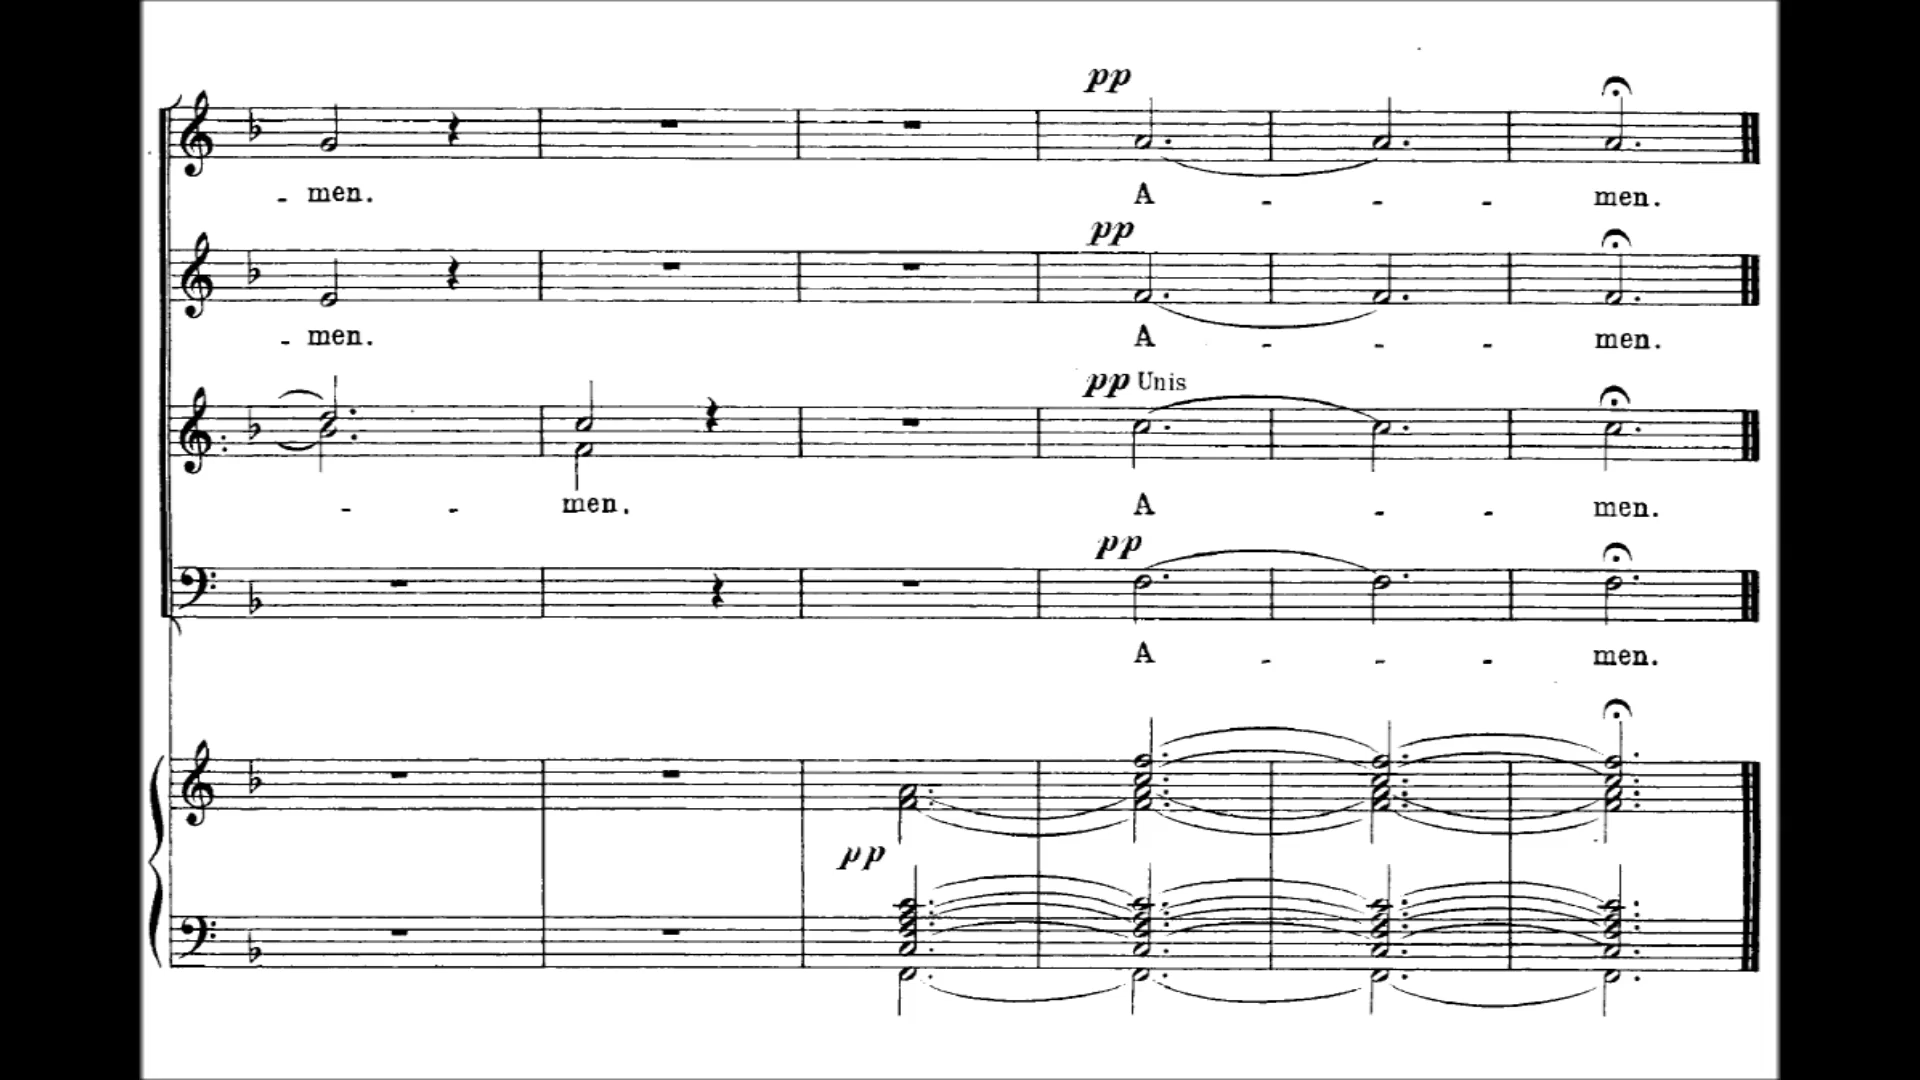 pp
- men. A - - - men.
pp
- men. A - - - men.
pp Unis
- - men. A - - men.
pp
A - - - men.
pp